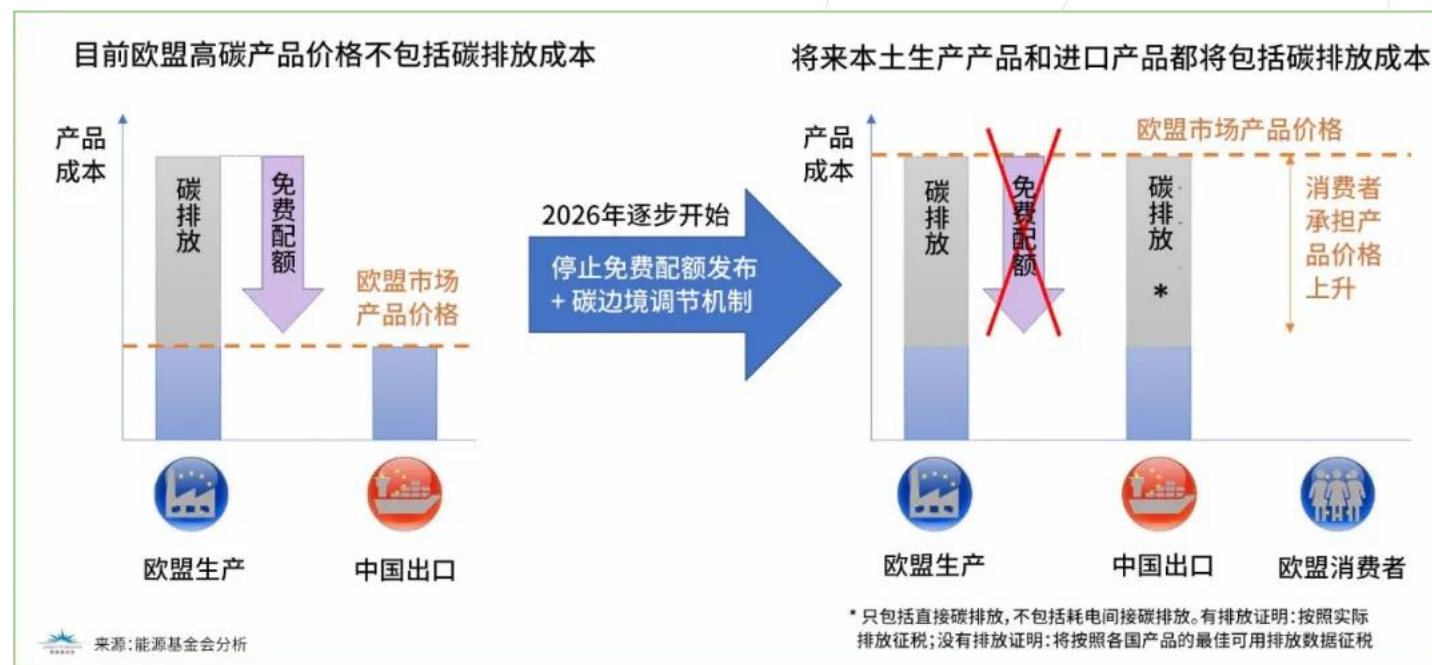 目前欧盟高碳产品价格不包括碳排放成本
产品
成本
碳排放
免费配额
欧盟市场
产品价格
欧盟生产
中国出口
2026年逐步开始
停止免费配额发布
+ 碳边境调节机制
将来本土生产产品和进口产品都将包括碳排放成本
产品
成本
欧盟市场产品价格
碳排放
免费配额
碳排放
*
消费者
承担产
品价格
上升
欧盟生产
中国出口
欧盟消费者
* 只包括直接碳排放,不包括耗电间接碳排放。有排放证明:按照实际
排放征税;没有排放证明:将按照各国产品的最佳可用排放数据征税
来源:能源基金会分析